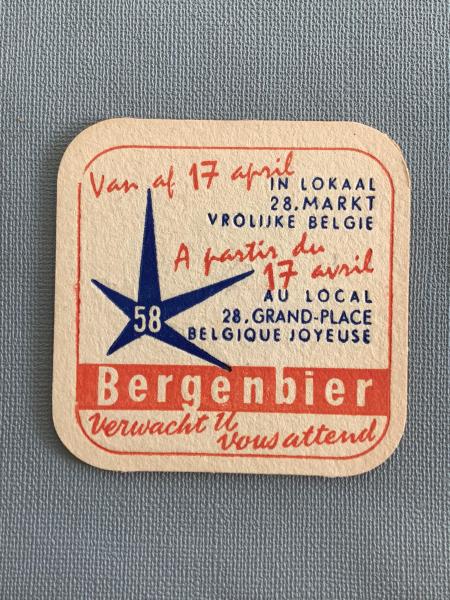 Van af 17 april
IN LOKAAL
28.MARKT
VROLIJKE BELGIE
A partir du
17 avril
AU LOCAL
28.GRAND-PLACE
BELGIQUE JOYEUSE
58
Bergenbier
Verwacht U
Vous attend